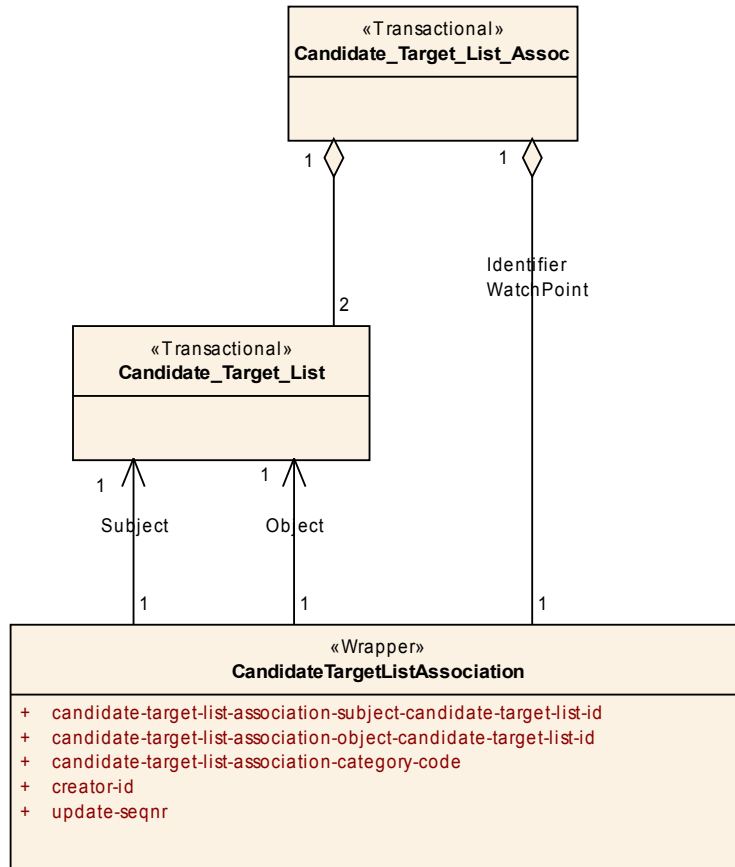 «Transactional»
Candidate_Target_List_Assoc
1
1
Identifier
WatchPoint
2
«Transactional»
Candidate_Target_List
1
1
Subject
Object
1
1
1
«Wrapper»
CandidateTargetListAssociation
+ candidate-target-list-association-subject-candidate-target-list-id
+ candidate-target-list-association-object-candidate-target-list-id
+ candidate-target-list-association-category-code
+ creator-id
+ update-seqnr